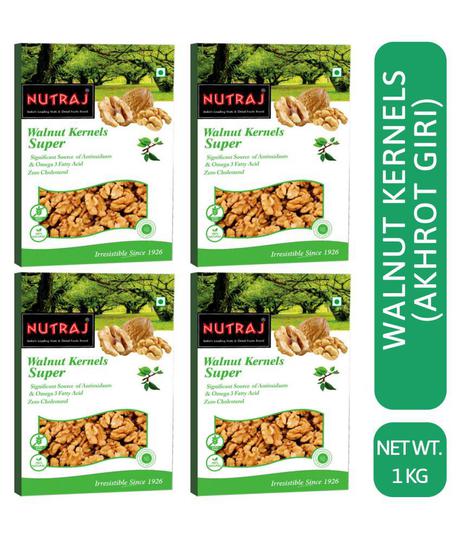 NUTRAJ
India's Leading Nuts & Dried Fruits Brand
Walnut Kernels
Super
Significant Source of Antioxidants
& Omega 3 Fatty Acid
Zero Cholesterol
Irresistible Since 1926
NUTRAJ
India's Leading Nuts & Dried Fruits Brand
Walnut Kernels
Super
Significant Source of Antioxidants
& Omega 3 Fatty Acid
Zero Cholesterol
Irresistible Since 1926
NUTRAJ
India's Leading Nuts & Dried Fruits Brand
Walnut Kernels
Super
Significant Source of Antioxidants
& Omega 3 Fatty Acid
Zero Cholesterol
Irresistible Since 1926
NUTRAJ
India's Leading Nuts & Dried Fruits Brand
Walnut Kernels
Super
Significant Source of Antioxidants
& Omega 3 Fatty Acid
Zero Cholesterol
Irresistible Since 1926
WALNUT KERNELS
(AKHROT GIRI)
NET WT.
1 KG